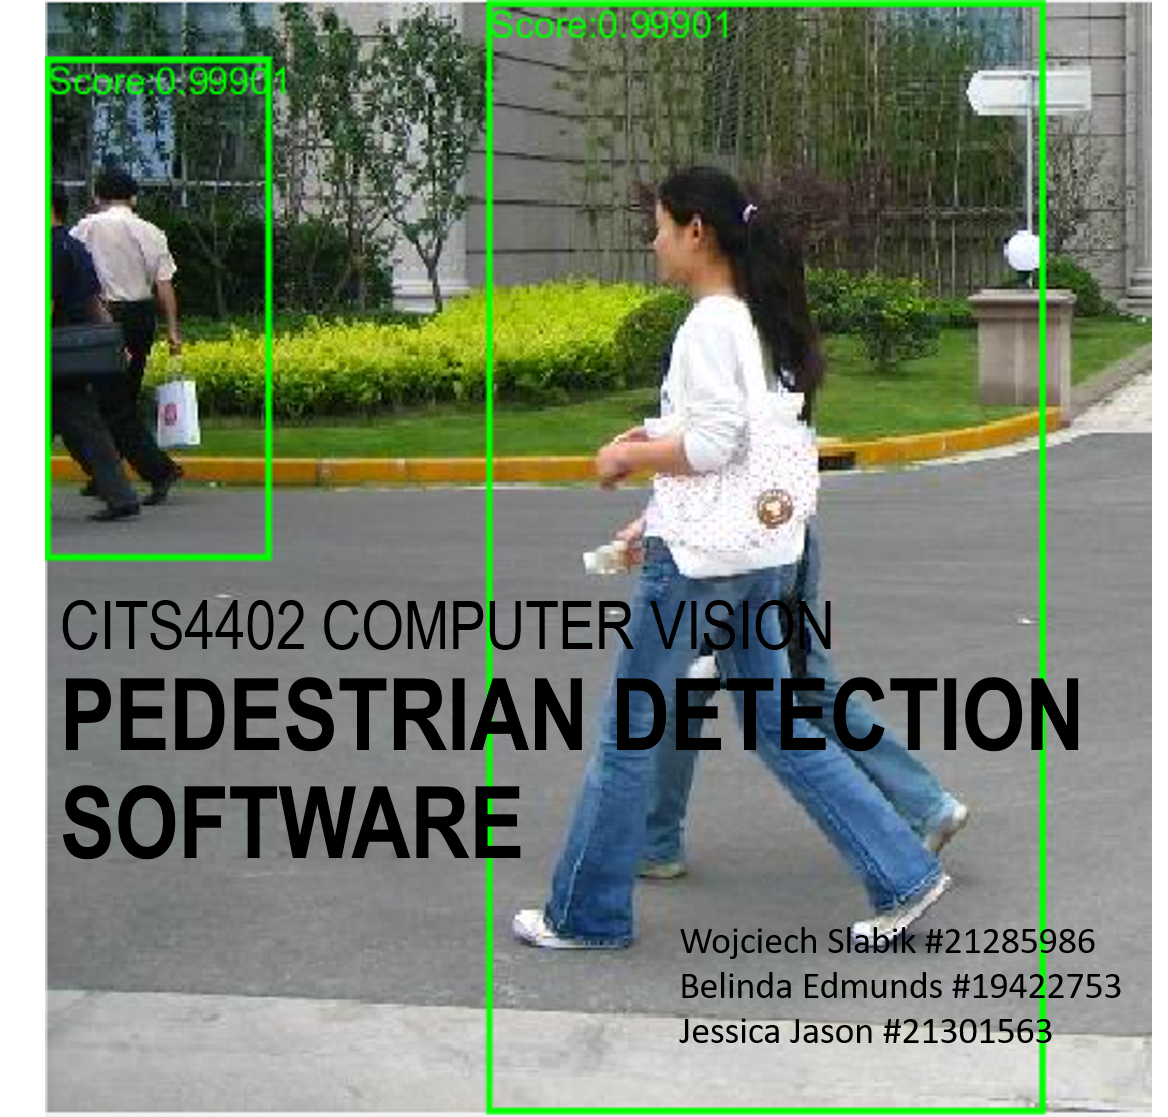 Score:0.99901
Score:0.99901
CITS4402 COMPUTER VISION
PEDESTRIAN DETECTION
SOFTWARE
Wojciech Slabik #21285986
Belinda Edmunds #19422753
Jessica Jason #21301563